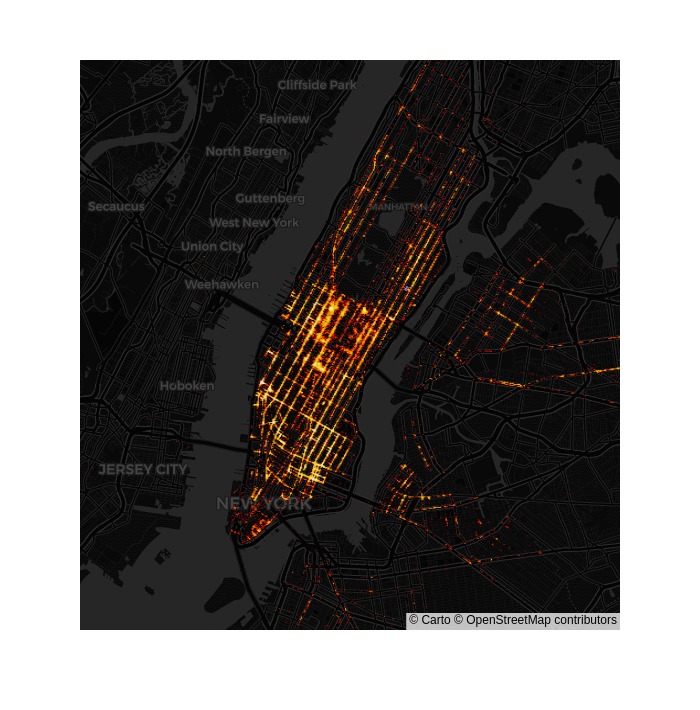 Cliffside Park
Fairview
North Bergen
Guttenberg
Secaucus
MANHATTAN
West New York
Union City
Weehawken
Hoboken
JERSEY CITY
NEW YORK
© Carto © OpenStreetMap contributors